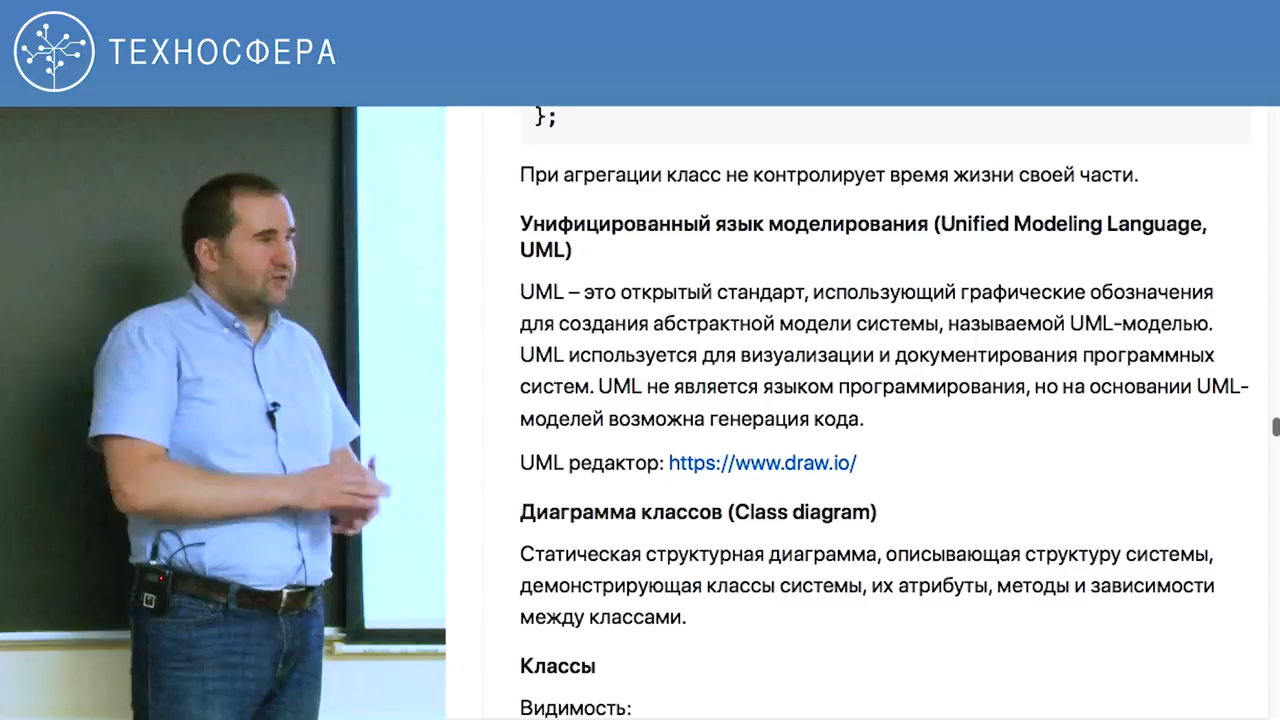 ТЕХНОСФЕРА
};
При агрегации класс не контролирует время жизни своей части.
Унифицированный язык моделирования (Unified Modeling Language,
UML)
UML – это открытый стандарт, использующий графические обозначения
для создания абстрактной модели системы, называемой UML-моделью.
UML используется для визуализации и документирования программных
систем. UML не является языком программирования, но на основании UML-
моделей возможна генерация кода.
UML редактор: https://www.draw.io/
Диаграмма классов (Class diagram)
Статическая структурная диаграмма, описывающая структуру системы,
демонстрирующая классы системы, их атрибуты, методы и зависимости
между классами.
Классы
Видимость: